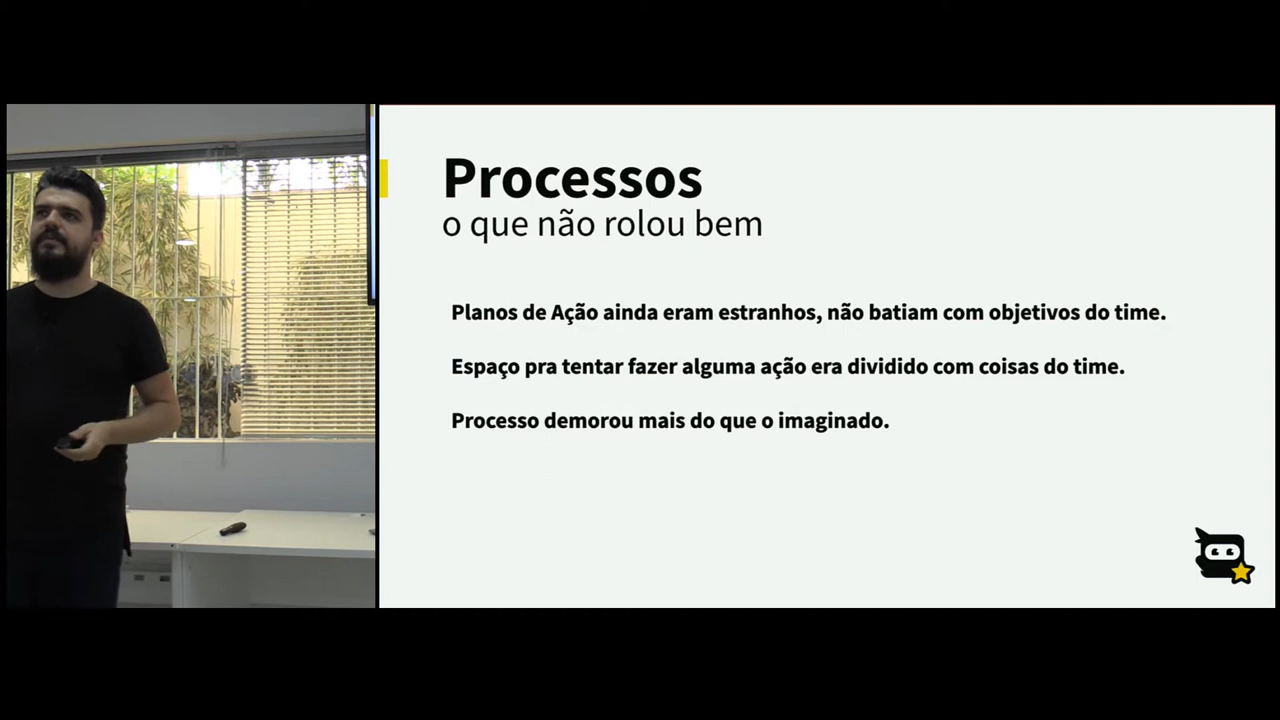 Processos
o que não rolou bem
Planos de Ação ainda eram estranhos, não batiam com objetivos do time.
Espaço pra tentar fazer alguma ação era dividido com coisas do time.
Processo demorou mais do que o imaginado.